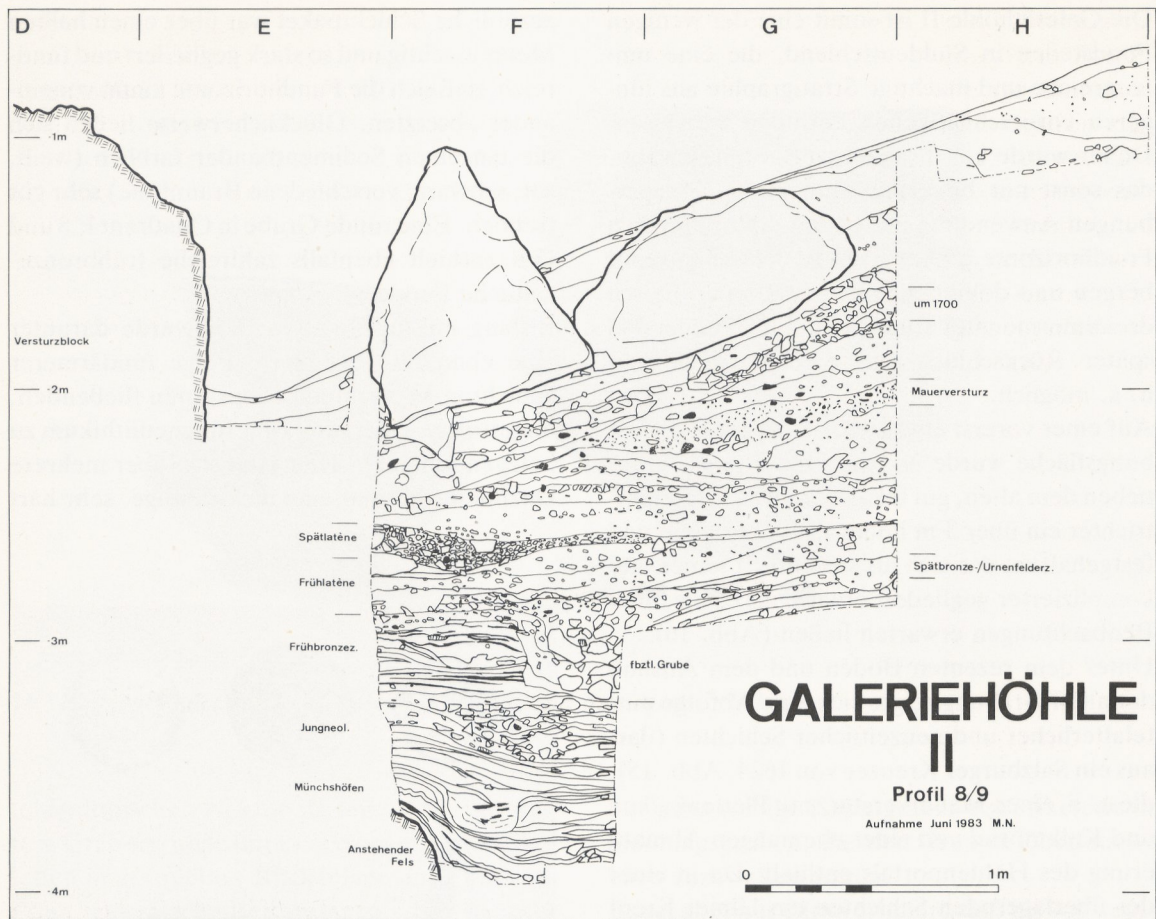 D E F G H
1m
um 1700
Versturzblock
2m
Mauerversturz
Spätlatène
Spätbronze-/Urnenfelderz.
Frühlatène
3m
Frühbronzez.
fbztl. Grube
GALERIEHÖHLE
II
Jungneol.
Münchshöfen
Profil 8/9
Aufnahme Juni 1983 M.N.
Anstehender
Fels
4m
0 1m